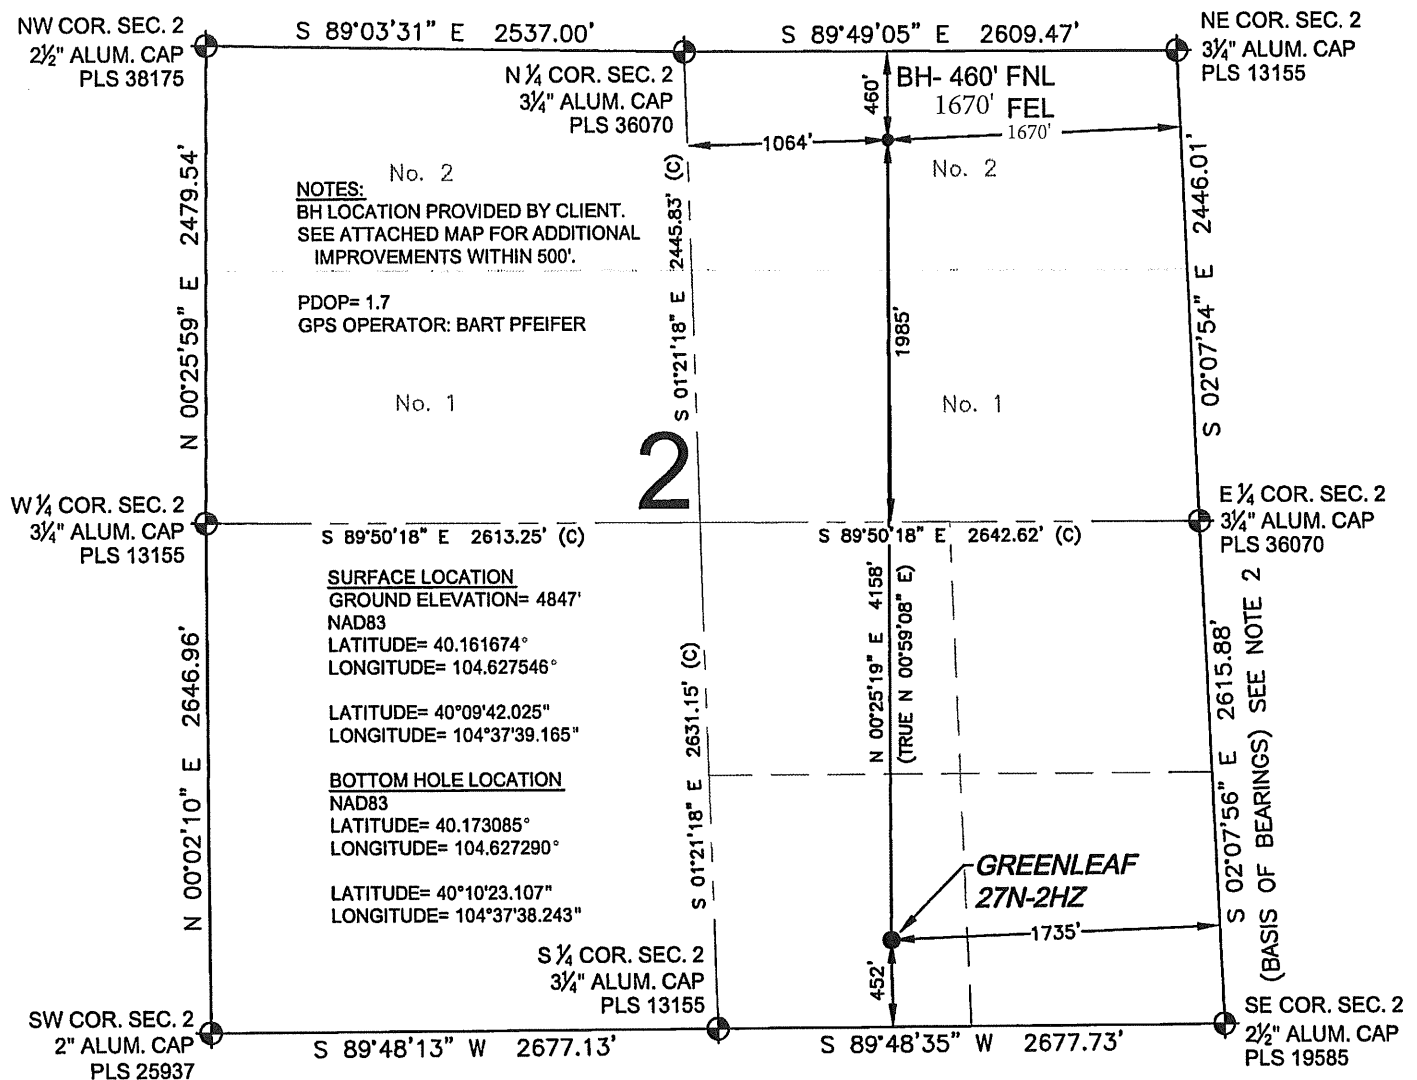 NW COR. SEC. 2
2½" ALUM. CAP
PLS 38175
S 89°03'31" E 2537.00'
N ¼ COR. SEC. 2
3¼" ALUM. CAP
PLS 36070
S 89°49'05" E 2609.47'
NE COR. SEC. 2
3¼" ALUM. CAP
PLS 13155
460'
BH- 460' FNL
1670' FEL
1670'
1064'
No. 2
No. 2
NOTES:
BH LOCATION PROVIDED BY CLIENT.
SEE ATTACHED MAP FOR ADDITIONAL
IMPROVEMENTS WITHIN 500'.
PDOP= 1.7
GPS OPERATOR: BART PFEIFER
N 00°25'59" E 2479.54'
S 01°21'18" E 2445.83' (C)
1985'
S 02°07'54" E 2446.01'
No. 1
No. 1
2
W ¼ COR. SEC. 2
3¼" ALUM. CAP
PLS 13155
S 89°50'18" E 2613.25' (C)
S 89°50'18" E 2642.62' (C)
E ¼ COR. SEC. 2
3¼" ALUM. CAP
PLS 36070
SURFACE LOCATION
GROUND ELEVATION= 4847'
NAD83
LATITUDE= 40.161674°
LONGITUDE= 104.627546°
LATITUDE= 40°09'42.025"
LONGITUDE= 104°37'39.165"
BOTTOM HOLE LOCATION
NAD83
LATITUDE= 40.173085°
LONGITUDE= 104.627290°
LATITUDE= 40°10'23.107"
LONGITUDE= 104°37'38.243"
N 00°02'10" E 2646.96'
S 01°21'18" E 2631.15' (C)
N 00°25'19" E 4158'
(TRUE N 00°59'08" E)
S 02°07'56" E 2615.88'
(BASIS OF BEARINGS) SEE NOTE 2
GREENLEAF
27N-2HZ
1735'
452'
S ¼ COR. SEC. 2
3¼" ALUM. CAP
PLS 13155
SW COR. SEC. 2
2" ALUM. CAP
PLS 25937
S 89°48'13" W 2677.13'
S 89°48'35" W 2677.73'
SE COR. SEC. 2
2½" ALUM. CAP
PLS 19585